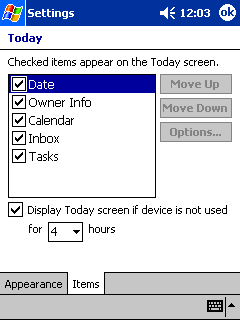 Settings 12:03 ok
Today
Checked items appear on the Today screen.
Date
Owner Info
Calendar
Inbox
Tasks
Move Up
Move Down
Options...
Display Today screen if device is not used
for 4 hours
Appearance Items